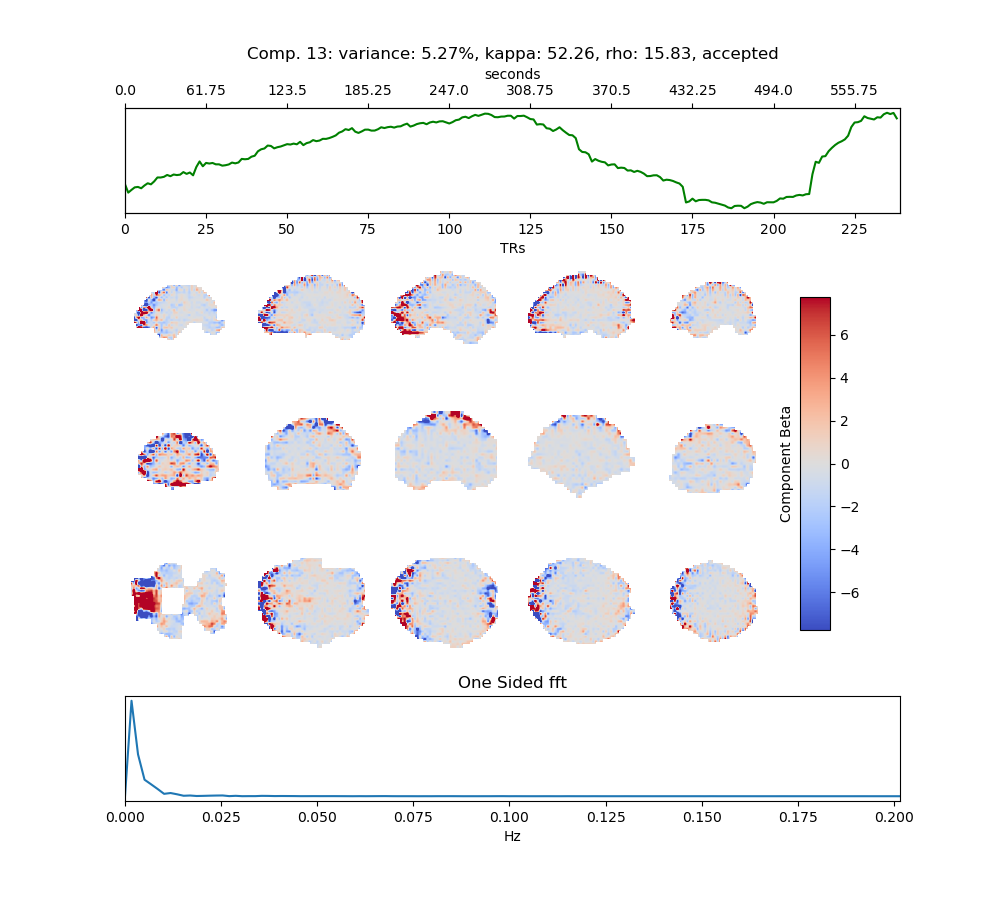 Comp. 13: variance: 5.27%, kappa: 52.26, rho: 15.83, accepted
seconds
0.0 61.75 123.5 185.25 247.0 308.75 370.5 432.25 494.0 555.75
0 25 50 75 100 125 150 175 200 225
TRs
6
4
2
0
−2
−4
−6
Component Beta
One Sided fft
0.000 0.025 0.050 0.075 0.100 0.125 0.150 0.175 0.200
Hz